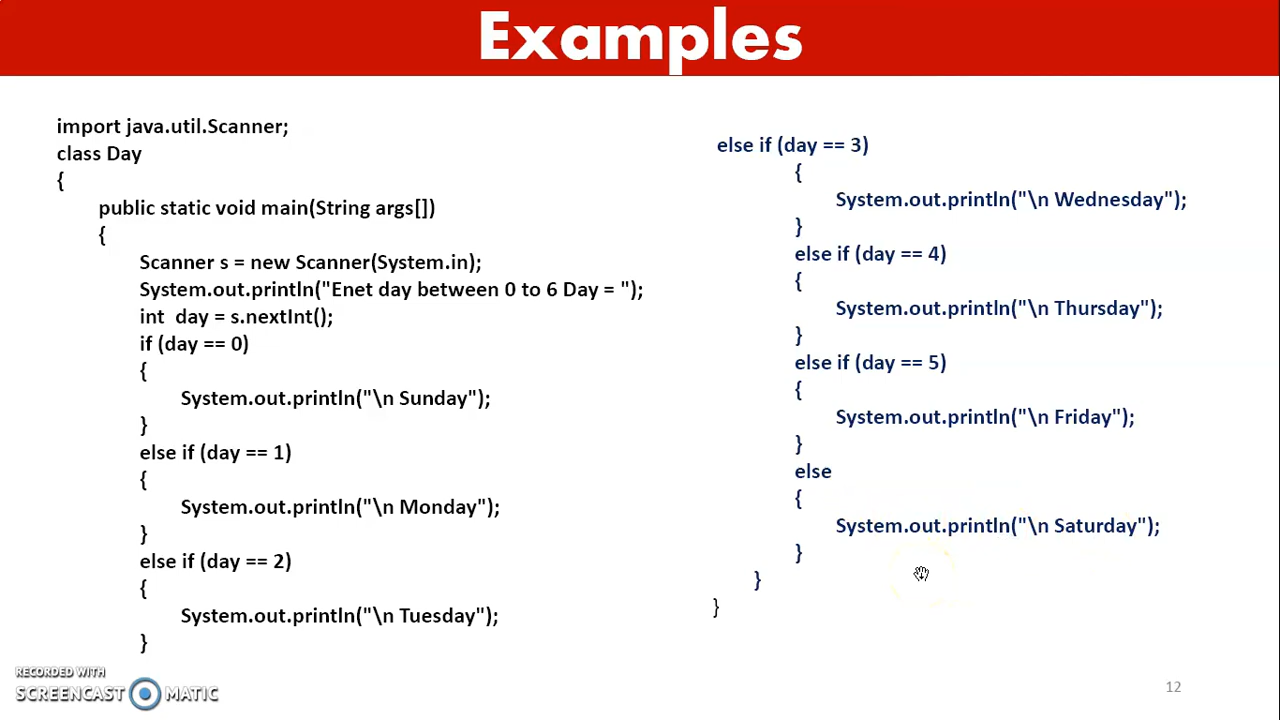 Examples
import java.util.Scanner;
class Day
{
public static void main(String args[])
{
Scanner s = new Scanner(System.in);
System.out.println("Enet day between 0 to 6 Day = ");
int  day = s.nextInt();
if (day == 0)
{
System.out.println("\n Sunday");
}
else if (day == 1)
{
System.out.println("\n Monday");
}
else if (day == 2)
{
System.out.println("\n Tuesday");
}
else if (day == 3)
{
System.out.println("\n Wednesday");
}
else if (day == 4)
{
System.out.println("\n Thursday");
}
else if (day == 5)
{
System.out.println("\n Friday");
}
else
{
System.out.println("\n Saturday");
}
}
}
RECORDED WITH
SCREENCAST MATIC
12